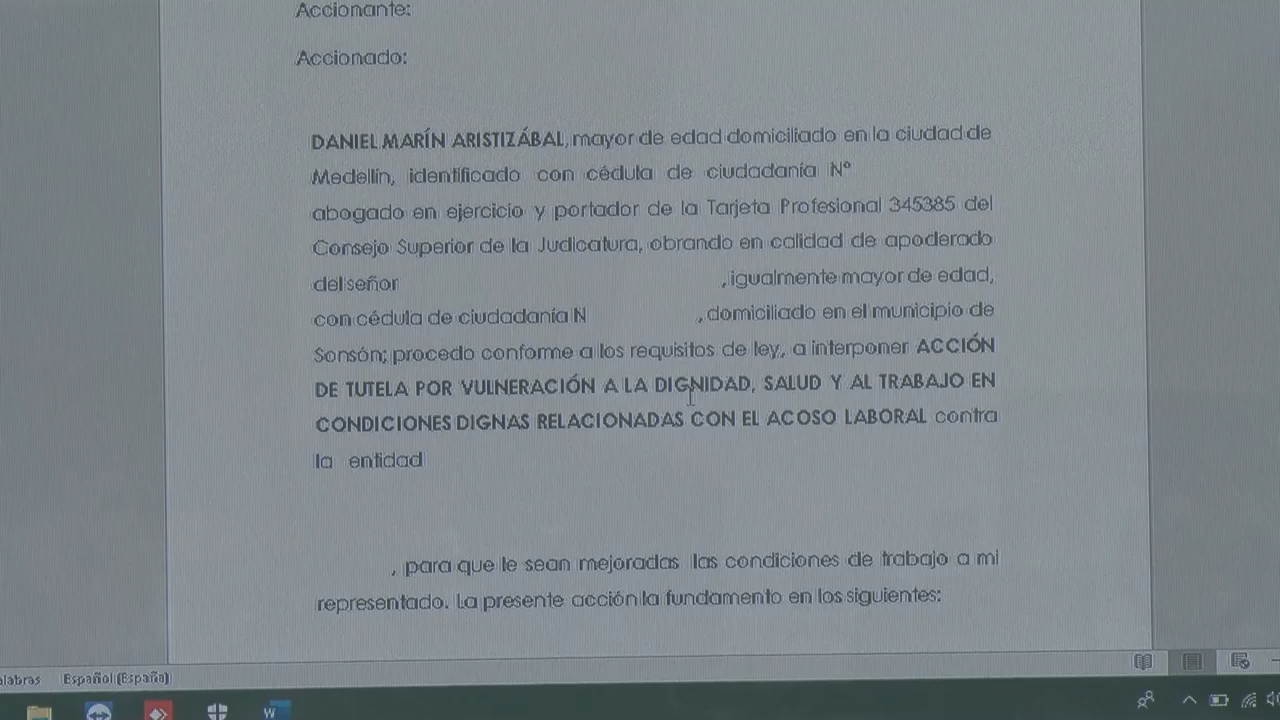 Accionante:
Accionado:
DANIEL MARÍN ARISTIZÁBAL, mayor de edad domiciliado en la ciudad de
Medellín, identificado con cédula de ciudadanía N°
abogado en ejercicio y portador de la Tarjeta Profesional 345385 del
Consejo Superior de la Judicatura, obrando en calidad de apoderado
del señor , igualmente mayor de edad,
con cédula de ciudadanía N , domiciliado en el municipio de
Sonsón; procedo conforme a los requisitos de ley, a interponer ACCIÓN
DE TUTELA POR VULNERACIÓN A LA DIGNIDAD, SALUD Y AL TRABAJO EN
CONDICIONES DIGNAS RELACIONADAS CON EL ACOSO LABORAL contra
la entidad
, para que le sean mejoradas las condiciones de trabajo a mi
representado. La presente acción la fundamento en los siguientes:
alabras Español (España)
W